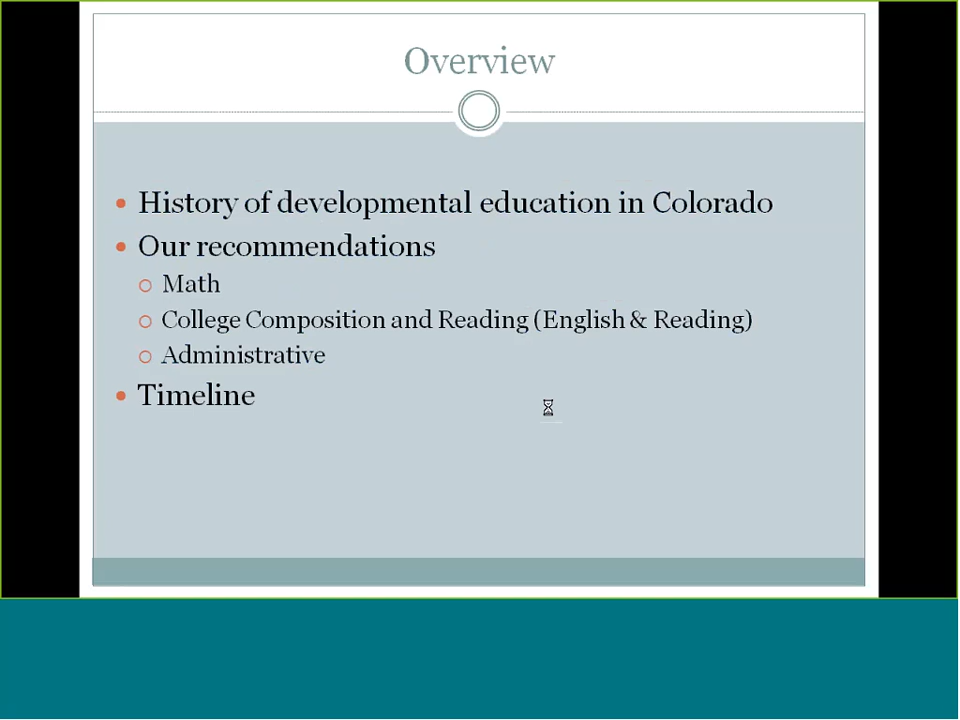 Overview
History of developmental education in Colorado
Our recommendations
Math
College Composition and Reading (English & Reading)
Administrative
Timeline